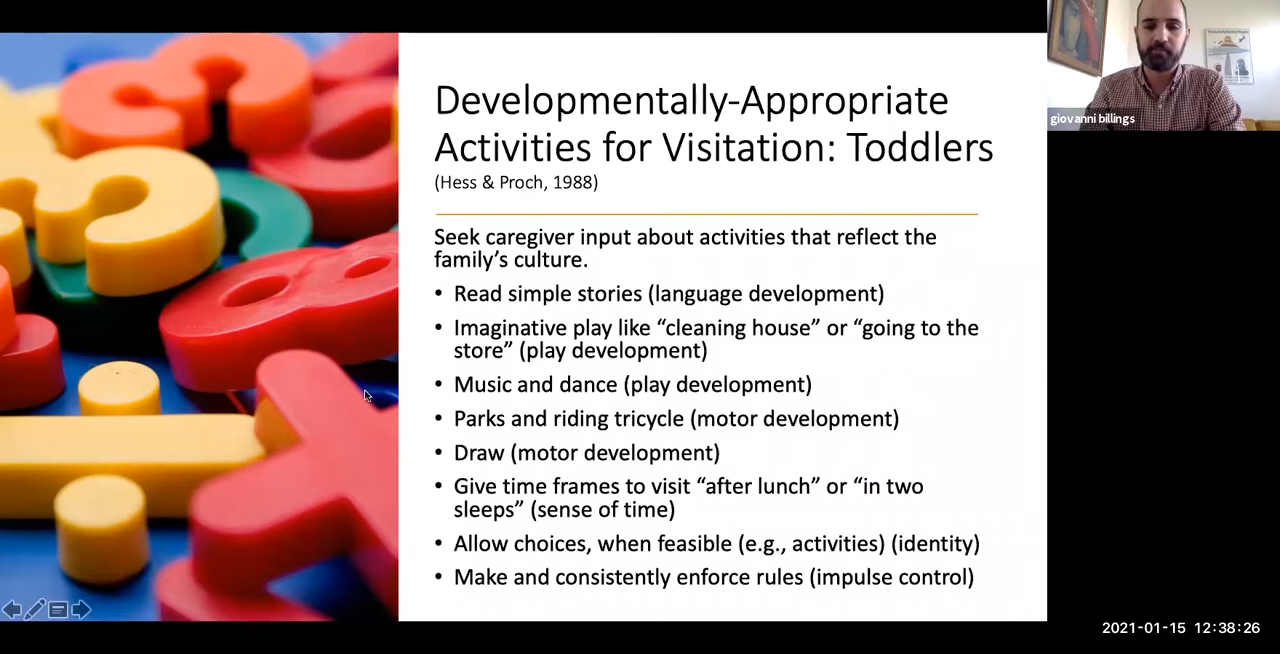 Developmentally-Appropriate
Activities for Visitation: Toddlers
(Hess & Proch, 1988)
Seek caregiver input about activities that reflect the
family’s culture.
• Read simple stories (language development)
• Imaginative play like “cleaning house” or “going to the
store” (play development)
• Music and dance (play development)
• Parks and riding tricycle (motor development)
• Draw (motor development)
• Give time frames to visit “after lunch” or “in two
sleeps” (sense of time)
• Allow choices, when feasible (e.g., activities) (identity)
• Make and consistently enforce rules (impulse control)
giovanni billings
2021-01-15 12:38:26